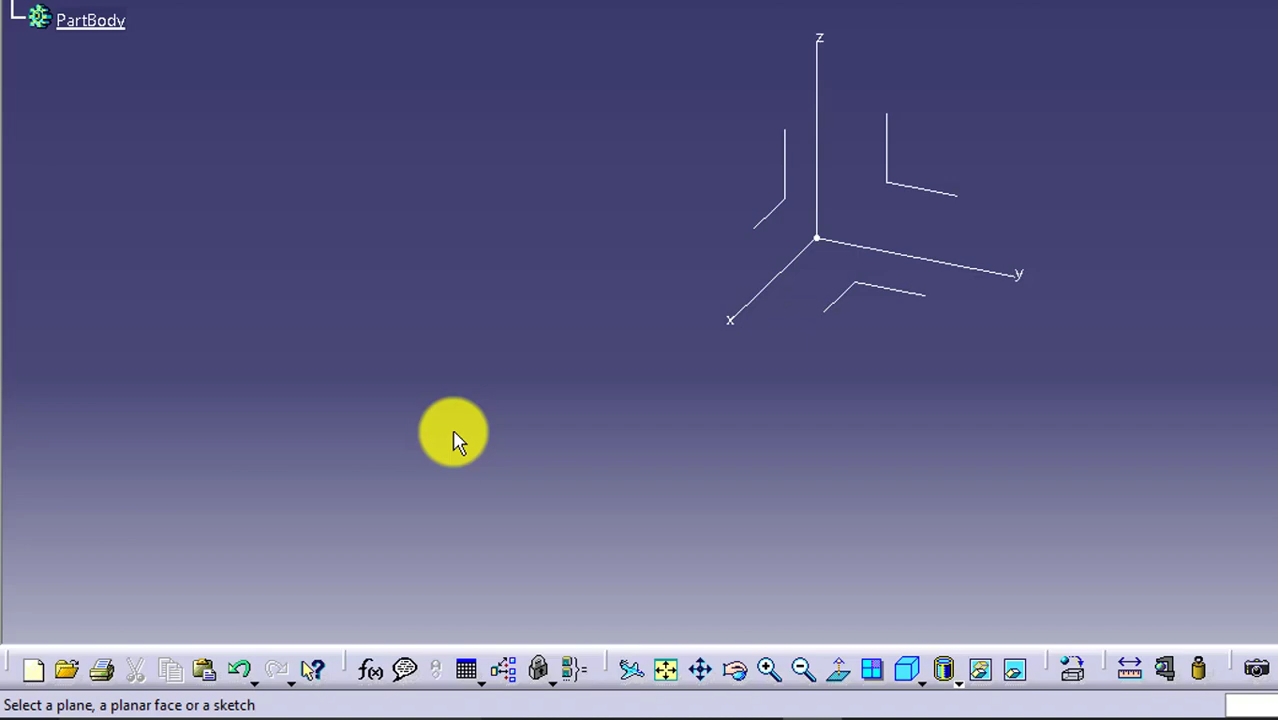 PartBody
z
y
x
f(x)
Select a plane, a planar face or a sketch